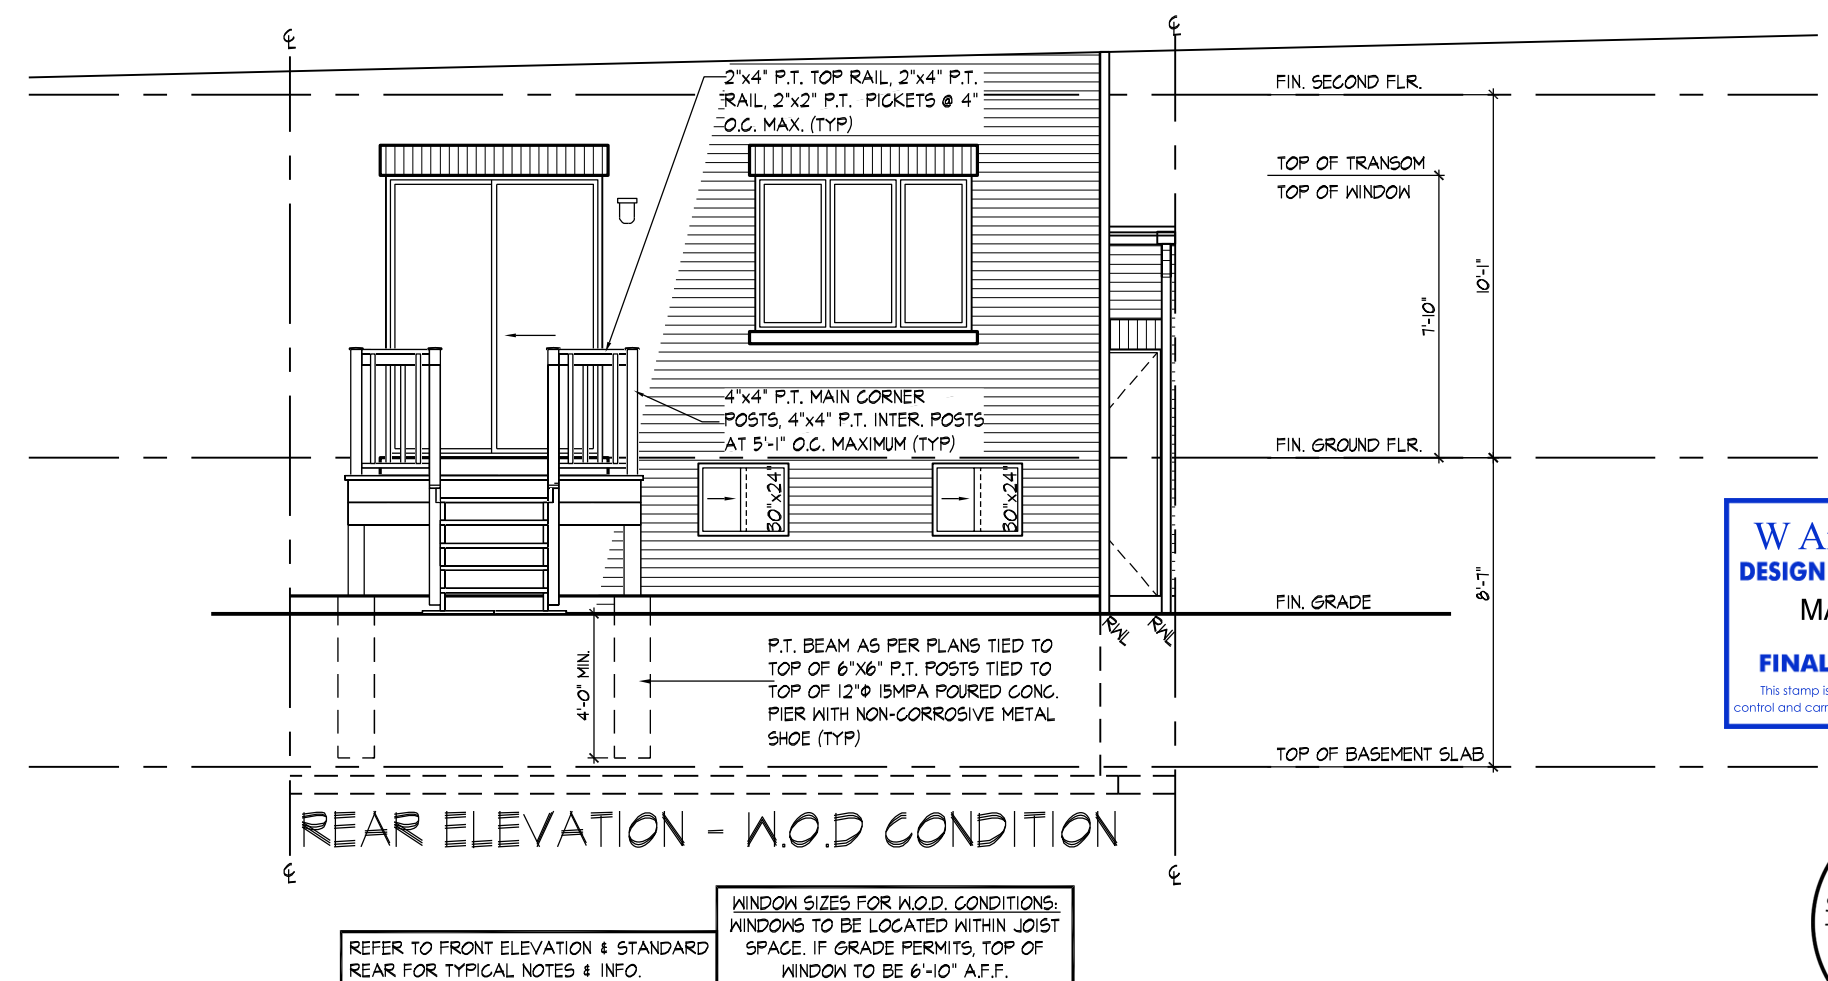 ℄
℄
2"x4" P.T. TOP RAIL, 2"x4" P.T.
RAIL, 2"x2" P.T. PICKETS @ 4"
O.C. MAX. (TYP)
FIN. SECOND FLR.
TOP OF TRANSOM
TOP OF WINDOW
10'-1"
7'-10"
4"x4" P.T. MAIN CORNER
POSTS, 4"x4" P.T. INTER. POSTS
AT 5'-1" O.C. MAXIMUM (TYP)
FIN. GROUND FLR.
30"x24"
30"x24"
8'-7"
FIN. GRADE
RWL
RWL
4'-0" MIN.
P.T. BEAM AS PER PLANS TIED TO
TOP OF 6"X6" P.T. POSTS TIED TO
TOP OF 12"Φ 15MPA POURED CONC.
PIER WITH NON-CORROSIVE METAL
SHOE (TYP)
TOP OF BASEMENT SLAB
REAR ELEVATION - W.O.D CONDITION
℄
℄
WINDOW SIZES FOR W.O.D. CONDITIONS:
WINDOWS TO BE LOCATED WITHIN JOIST
SPACE. IF GRADE PERMITS, TOP OF
WINDOW TO BE 6'-10" A.F.F.
REFER TO FRONT ELEVATION & STANDARD
REAR FOR TYPICAL NOTES & INFO.
DESIGN
FINAL
This stamp is
control and